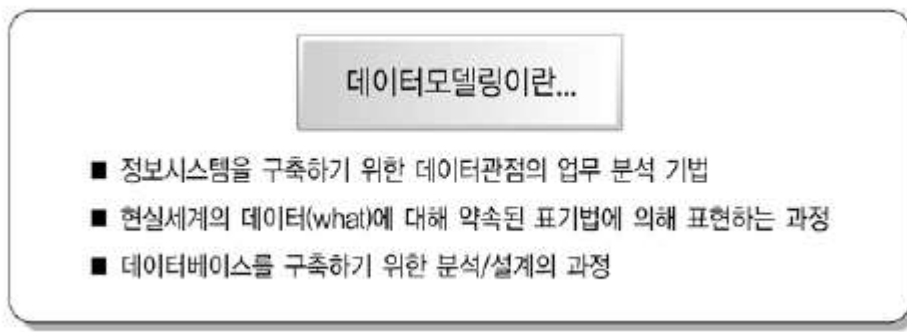 데이터모델링이란...
■ 정보시스템을 구축하기 위한 데이터관점의 업무 분석 기법
■ 현실세계의 데이터(what)에 대해 약속된 표기법에 의해 표현하는 과정
■ 데이터베이스를 구축하기 위한 분석/설계의 과정